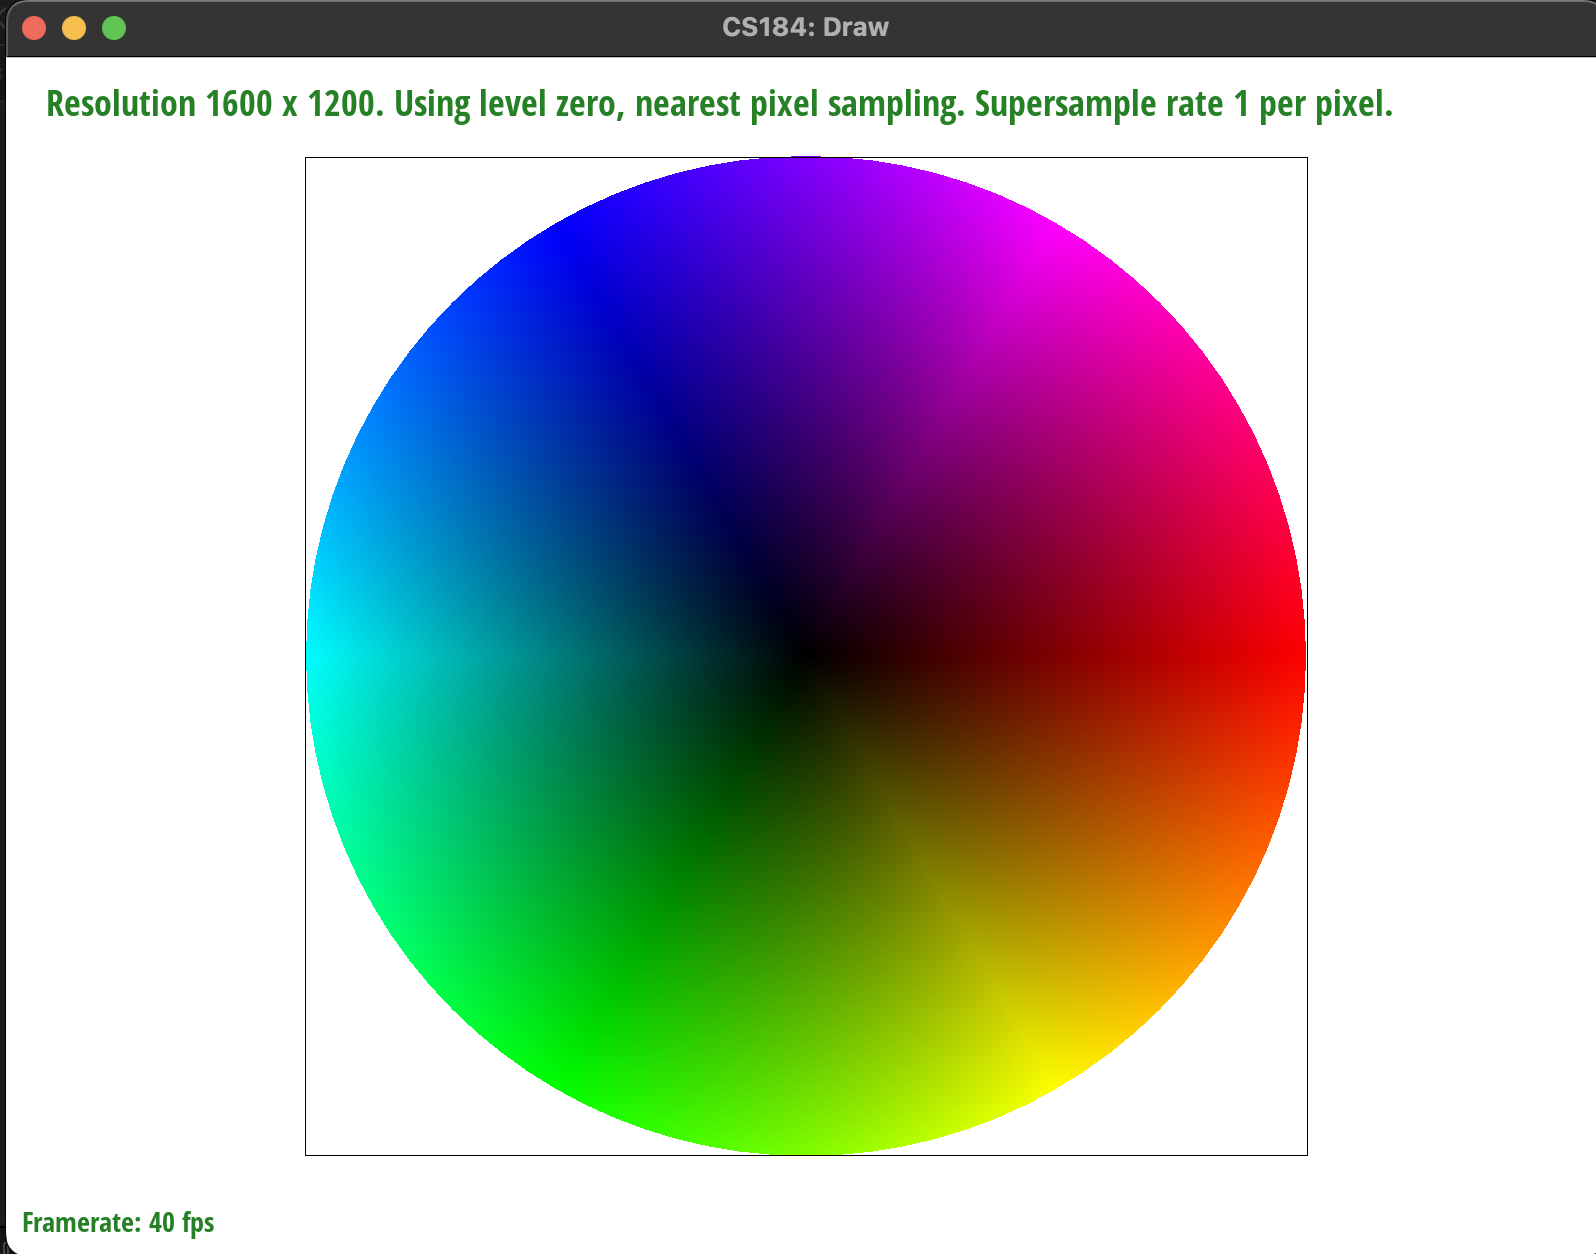 CS184: Draw
Resolution 1600 x 1200. Using level zero, nearest pixel sampling. Supersample rate 1 per pixel.
Framerate: 40 fps